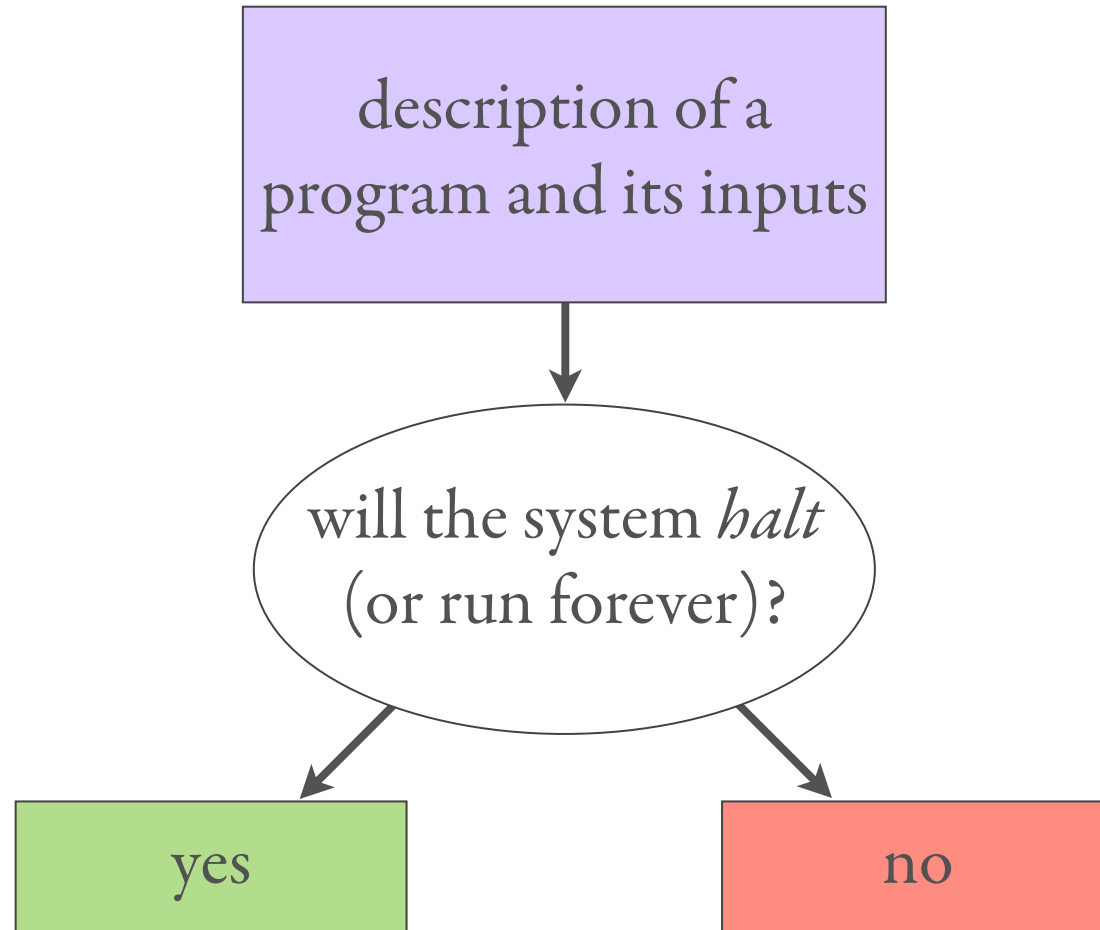 description of a
program and its inputs
will the system halt
(or run forever)?
yes
no